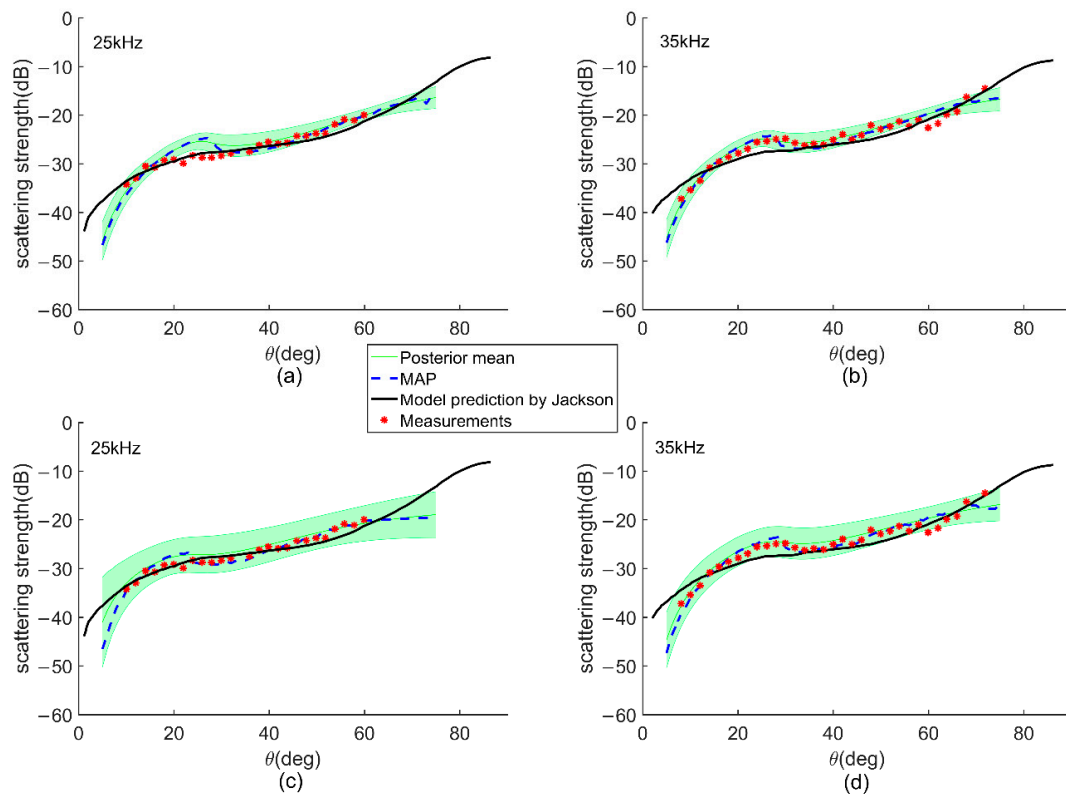 0
−10
−20
−30
−40
−50
−60
scattering strength(dB)
25kHz
0 20 40 60 80
θ(deg)
(a)
0
−10
−20
−30
−40
−50
−60
scattering strength(dB)
35kHz
0 20 40 60 80
θ(deg)
(b)
Posterior mean
MAP
Model prediction by Jackson
Measurements
0
−10
−20
−30
−40
−50
−60
scattering strength(dB)
25kHz
0 20 40 60 80
θ(deg)
(c)
0
−10
−20
−30
−40
−50
−60
scattering strength(dB)
35kHz
0 20 40 60 80
θ(deg)
(d)